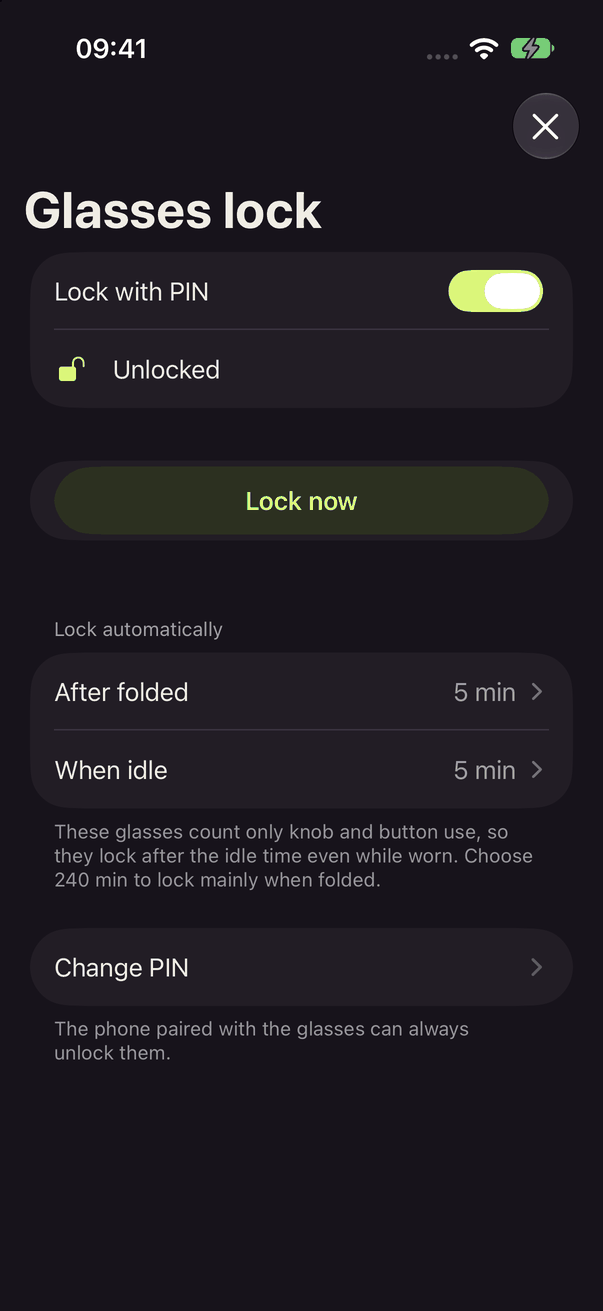 09:41
Glasses lock
Lock with PIN
Unlocked
Lock now
Lock automatically
After folded 5 min
When idle 5 min
These glasses count only knob and button use, so
they lock after the idle time even while worn. Choose
240 min to lock mainly when folded.
Change PIN
The phone paired with the glasses can always
unlock them.